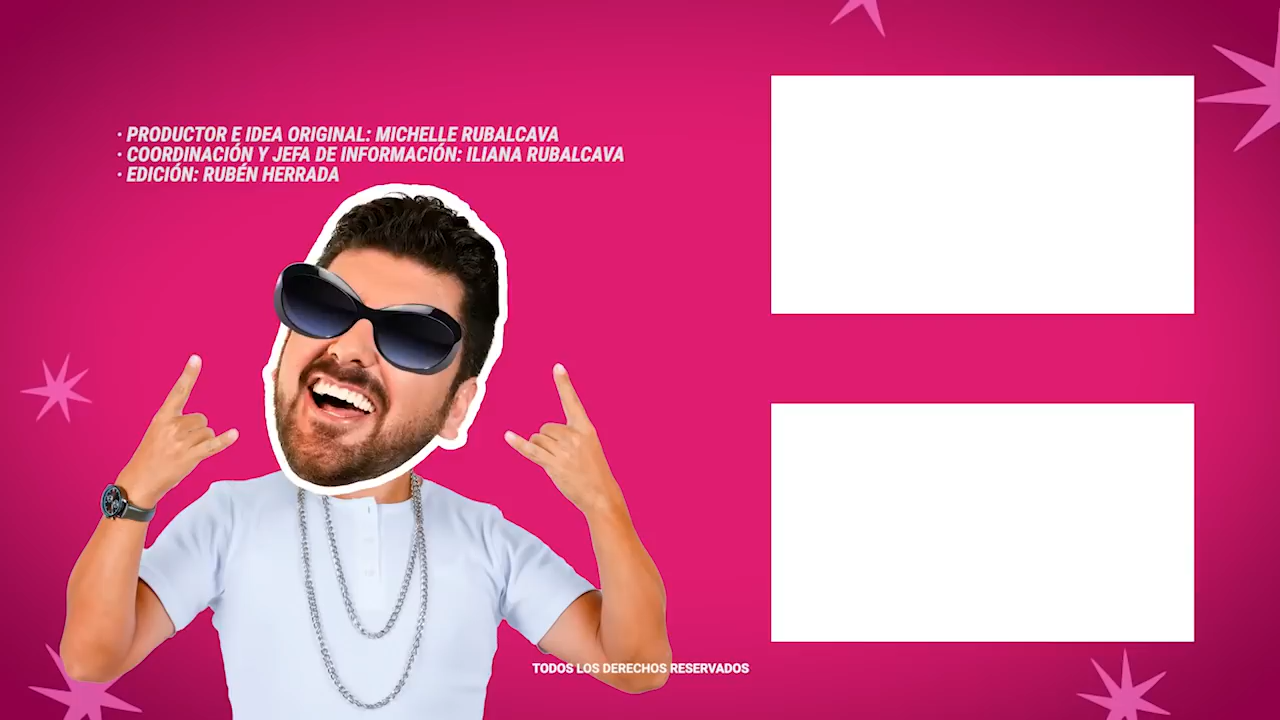 · PRODUCTOR E IDEA ORIGINAL: MICHELLE RUBALCAVA
· COORDINACIÓN Y JEFA DE INFORMACIÓN: ILIANA RUBALCAVA
· EDICIÓN: RUBÉN HERRADA
TODOS LOS DERECHOS RESERVADOS